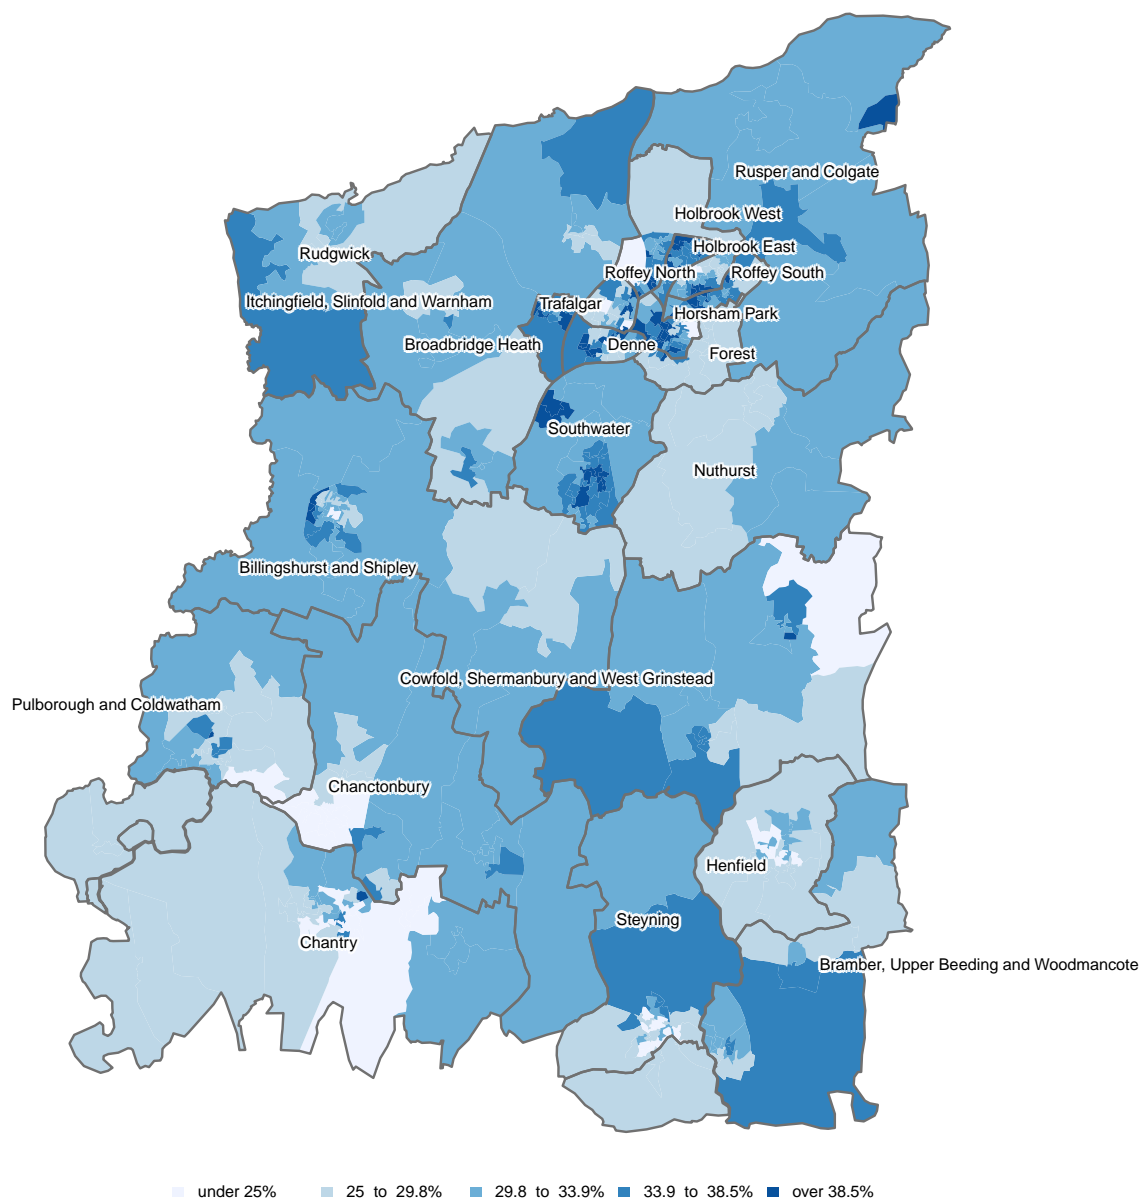 Rusper and Colgate
Holbrook West
Holbrook East
Rudgwick
Roffey North
Roffey South
Itchingfield, Slinfold and Warnham
Trafalgar
Horsham Park
Broadbridge Heath
Denne
Forest
Southwater
Nuthurst
Billingshurst and Shipley
Cowfold, Shermanbury and West Grinstead
Pulborough and Coldwatham
Chanctonbury
Henfield
Steyning
Chantry
Bramber, Upper Beeding and Woodmancote
under 25% 25 to 29.8% 29.8 to 33.9% 33.9 to 38.5% over 38.5%